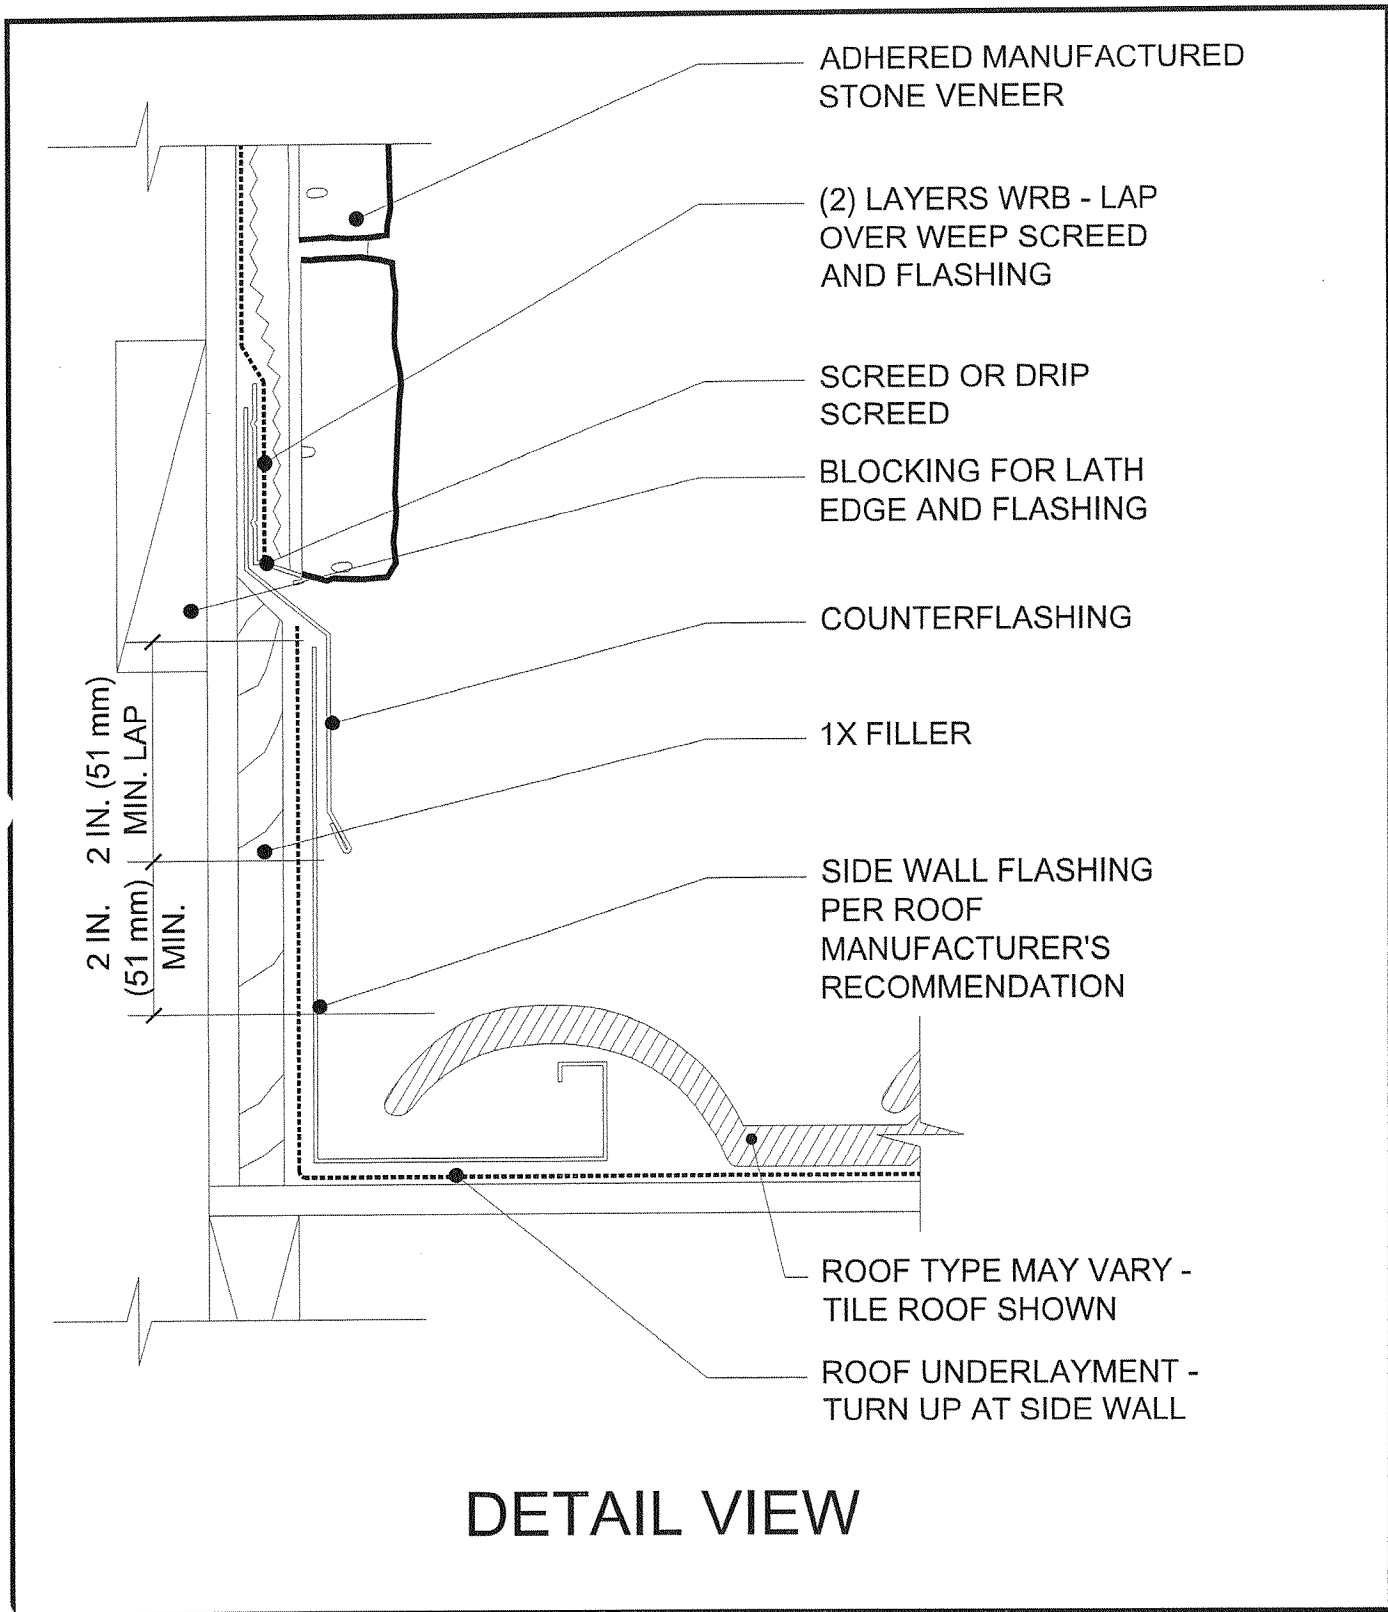 ADHERED MANUFACTURED
STONE VENEER
(2) LAYERS WRB - LAP
OVER WEEP SCREED
AND FLASHING
SCREED OR DRIP
SCREED
BLOCKING FOR LATH
EDGE AND FLASHING
COUNTERFLASHING
1X FILLER
2 IN. (51 mm)
MIN. LAP
2 IN.
(51 mm)
MIN.
SIDE WALL FLASHING
PER ROOF
MANUFACTURER'S
RECOMMENDATION
ROOF TYPE MAY VARY -
TILE ROOF SHOWN
ROOF UNDERLAYMENT -
TURN UP AT SIDE WALL
DETAIL VIEW